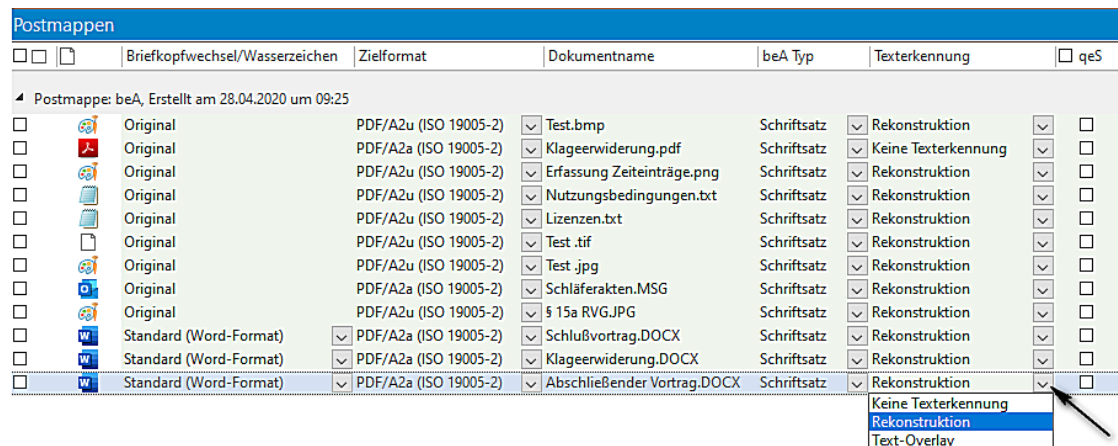 Postmappen
Briefkopfwechsel/Wasserzeichen Zielformat Dokumentname beA Typ Texterkennung qeS
Postmappe: beA, Erstellt am 28.04.2020 um 09:25
Original PDF/A2u (ISO 19005-2) Test.bmp Schriftsatz Rekonstruktion
Original PDF/A2a (ISO 19005-2) Klageerwiderung.pdf Schriftsatz Keine Texterkennung
Original PDF/A2u (ISO 19005-2) Erfassung Zeiteinträge.png Schriftsatz Rekonstruktion
Original PDF/A2u (ISO 19005-2) Nutzungsbedingungen.txt Schriftsatz Rekonstruktion
Original PDF/A2u (ISO 19005-2) Lizenzen.txt Schriftsatz Rekonstruktion
Original PDF/A2u (ISO 19005-2) Test .tif Schriftsatz Rekonstruktion
Original PDF/A2u (ISO 19005-2) Test .jpg Schriftsatz Rekonstruktion
Original PDF/A2a (ISO 19005-2) Schläferakten.MSG Schriftsatz Rekonstruktion
Original PDF/A2u (ISO 19005-2) § 15a RVG.JPG Schriftsatz Rekonstruktion
Standard (Word-Format) PDF/A2a (ISO 19005-2) Schlußvortrag.DOCX Schriftsatz Rekonstruktion
Standard (Word-Format) PDF/A2a (ISO 19005-2) Klageerwiderung.DOCX Schriftsatz Rekonstruktion
Standard (Word-Format) PDF/A2a (ISO 19005-2) Abschließender Vortrag.DOCX Schriftsatz Rekonstruktion
Keine Texterkennung
Rekonstruktion
Text-Overlay